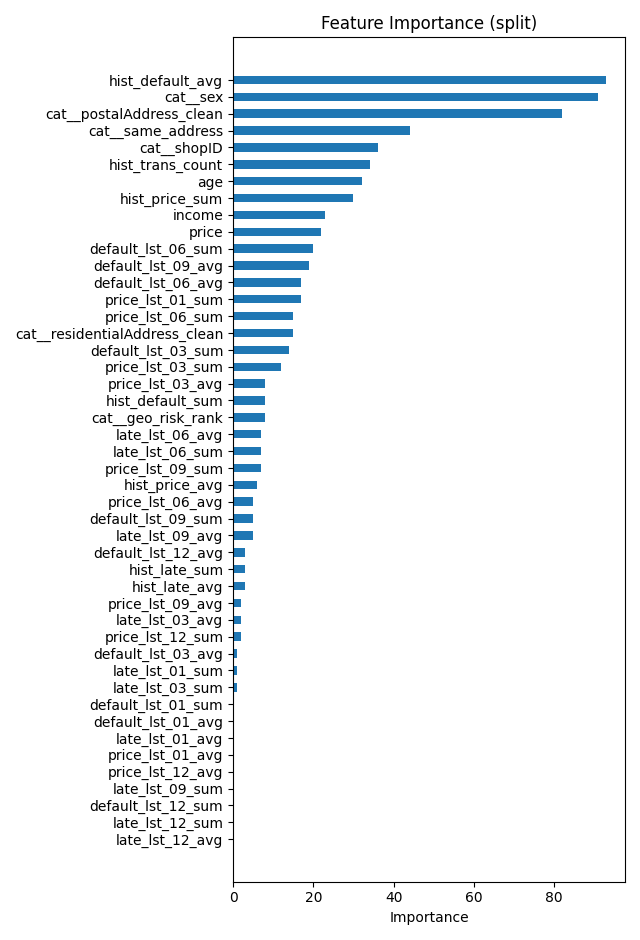 Feature Importance (split)
hist_default_avg
cat__sex
cat__postalAddress_clean
cat__same_address
cat__shopID
hist_trans_count
age
hist_price_sum
income
price
default_lst_06_sum
default_lst_09_avg
default_lst_06_avg
price_lst_01_sum
price_lst_06_sum
cat__residentialAddress_clean
default_lst_03_sum
price_lst_03_sum
price_lst_03_avg
hist_default_sum
cat__geo_risk_rank
late_lst_06_avg
late_lst_06_sum
price_lst_09_sum
hist_price_avg
price_lst_06_avg
default_lst_09_sum
late_lst_09_avg
default_lst_12_avg
hist_late_sum
hist_late_avg
price_lst_09_avg
late_lst_03_avg
price_lst_12_sum
default_lst_03_avg
late_lst_01_sum
late_lst_03_sum
default_lst_01_sum
default_lst_01_avg
late_lst_01_avg
price_lst_01_avg
price_lst_12_avg
late_lst_09_sum
default_lst_12_sum
late_lst_12_sum
late_lst_12_avg
0 20 40 60 80
Importance